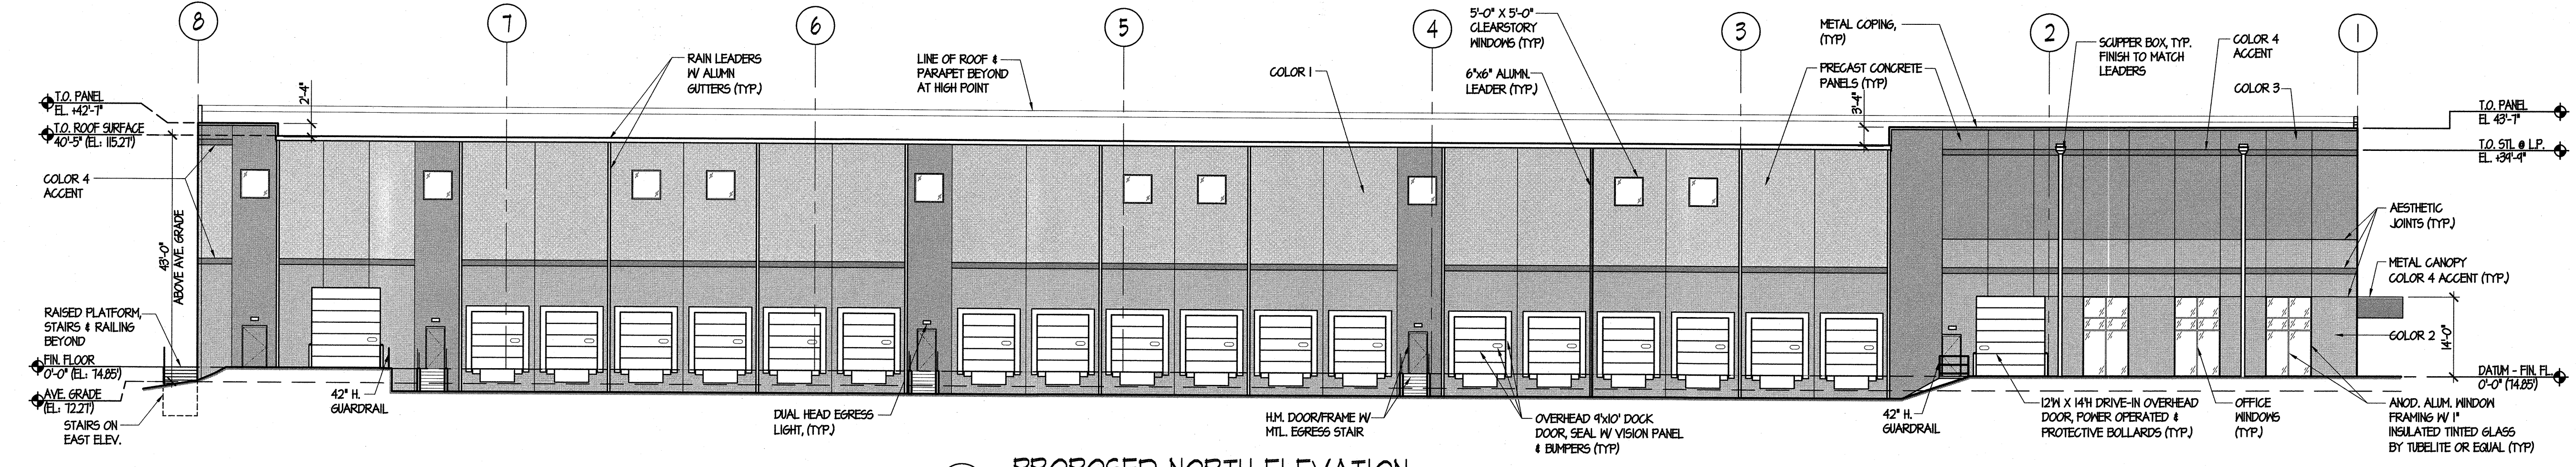 8
7
6
5
4
3
2
1
T.O. PANEL
EL. +42'-7"
T.O. ROOF SURFACE
40'-5" (EL: 115.27')
2'-4"
COLOR 4
ACCENT
43'-0"
ABOVE AVE. GRADE
RAISED PLATFORM,
STAIRS & RAILING
BEYOND
FIN. FLOOR
0'-0" (EL: 74.85')
AVE. GRADE
(EL: 72.27')
STAIRS ON
EAST ELEV.
42" H.
GUARDRAIL
RAIN LEADERS
W/ ALUMN
GUTTERS (TYP.)
LINE OF ROOF &
PARAPET BEYOND
AT HIGH POINT
DUAL HEAD EGRESS
LIGHT, (TYP.)
COLOR 1
5'-0" X 5'-0"
CLEARSTORY
WINDOWS (TYP)
6"x6" ALUMN.
LEADER (TYP.)
H.M. DOOR/FRAME W/
MTL. EGRESS STAIR
OVERHEAD 9'x10' DOCK
DOOR, SEAL W/ VISION PANEL
& BUMPERS (TYP)
METAL COPING,
(TYP)
PRECAST CONCRETE
PANELS (TYP)
3'-4"
SCUPPER BOX, TYP.
FINISH TO MATCH
LEADERS
COLOR 4
ACCENT
COLOR 3
T.O. PANEL
EL 43'-7"
T.O. STL @ L.P.
EL. +39'-9"
AESTHETIC
JOINTS (TYP.)
METAL CANOPY
COLOR 4 ACCENT (TYP.)
COLOR 2
14'-0"
DATUM - FIN. FL.
0'-0" (74.85')
42" H.
GUARDRAIL
12'W X 14'H DRIVE-IN OVERHEAD
DOOR, POWER OPERATED &
PROTECTIVE BOLLARDS (TYP.)
OFFICE
WINDOWS
(TYP.)
ANOD. ALUM. WINDOW
FRAMING W/ 1"
INSULATED TINTED GLASS
BY TUBELITE OR EQUAL (TYP)
PROPOSED NORTH ELEVATION